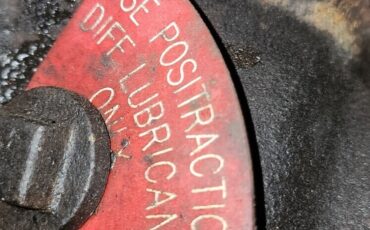 SE POSITRACTIO
DIFF LUBRICAN
ONLY